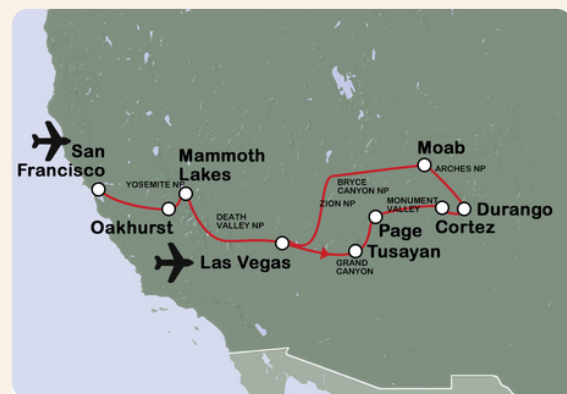 San
Francisco
YOSEMITE NP
Mammoth
Lakes
Oakhurst
DEATH
VALLEY NP
Las Vegas
ZION NP
BRYCE
CANYON NP
Moab
ARCHES NP
MONUMENT
VALLEY
Durango
Cortez
Page
Tusayan
GRAND
CANYON